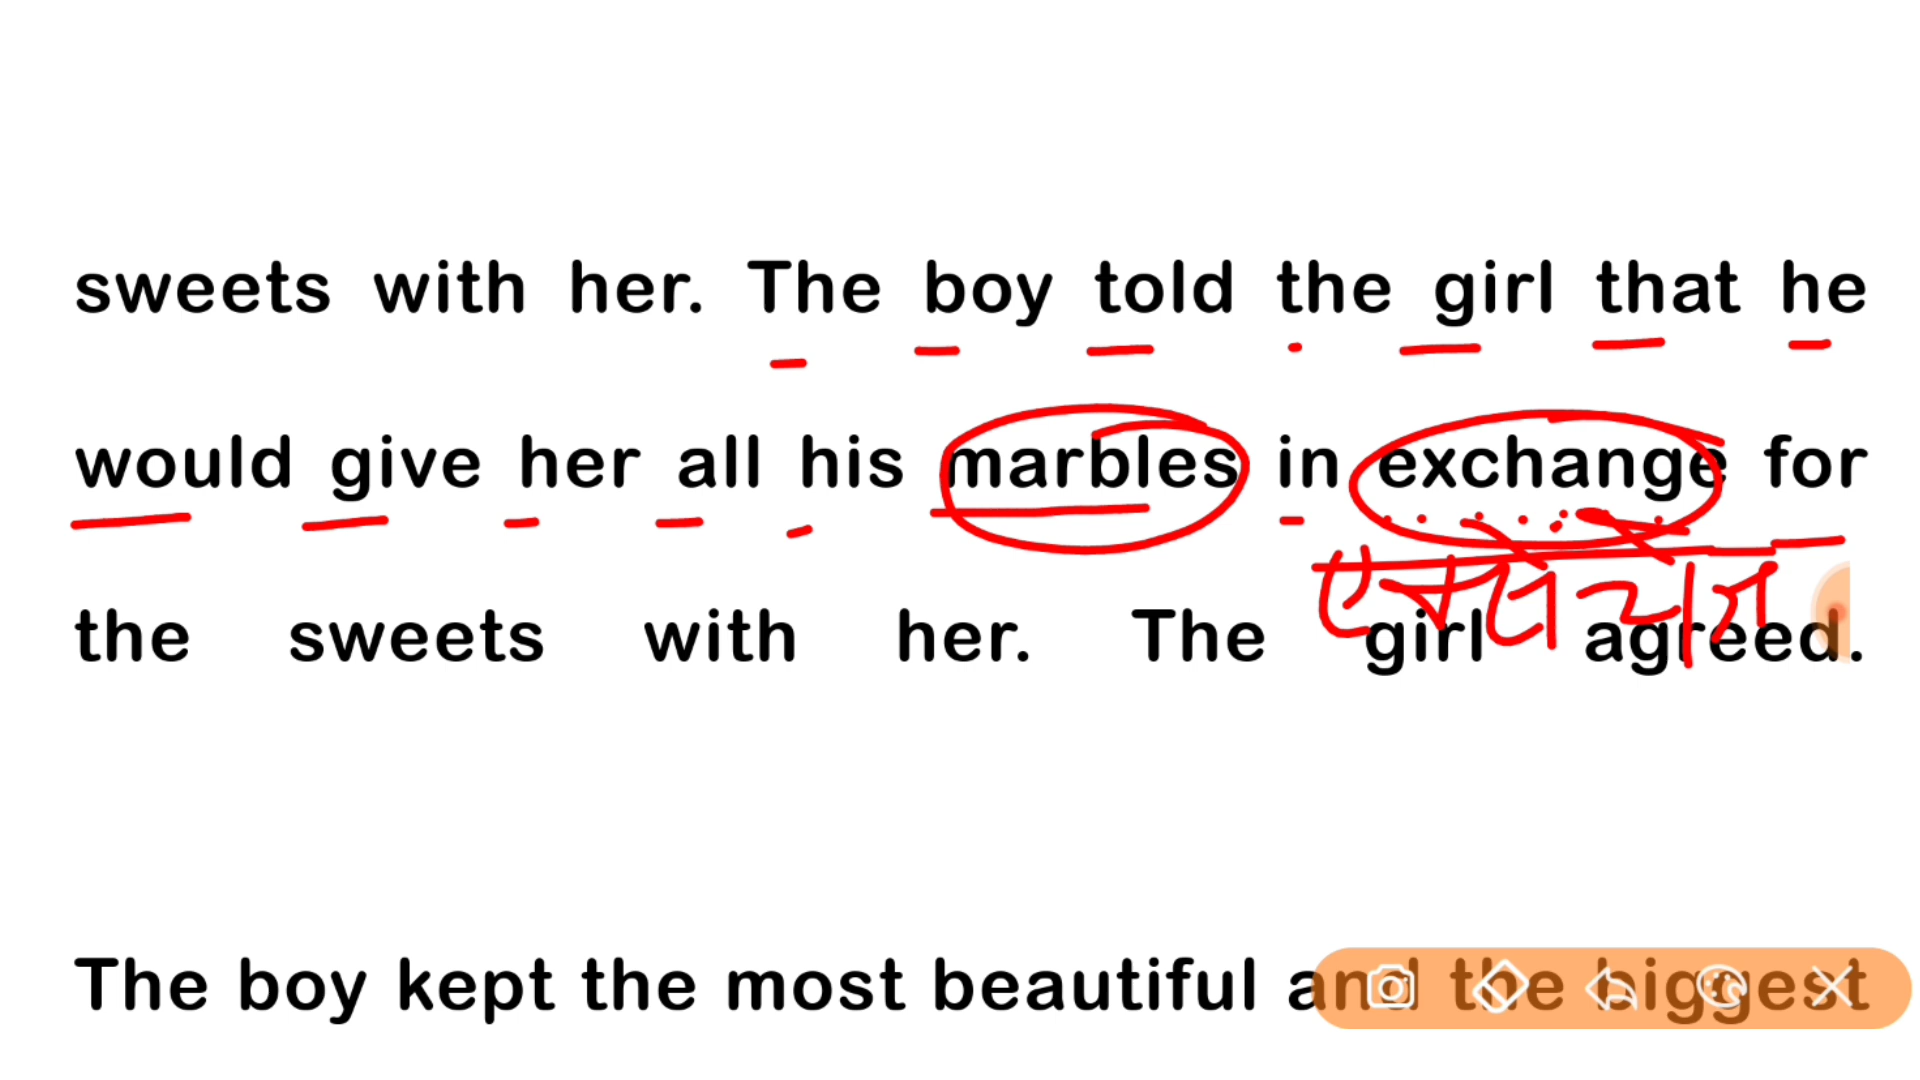 sweets with her. The boy told the girl that he
would give her all his marbles in exchange for
एक्सचेंज
the sweets with her. The girl agreed.
The boy kept the most beautiful and the biggest